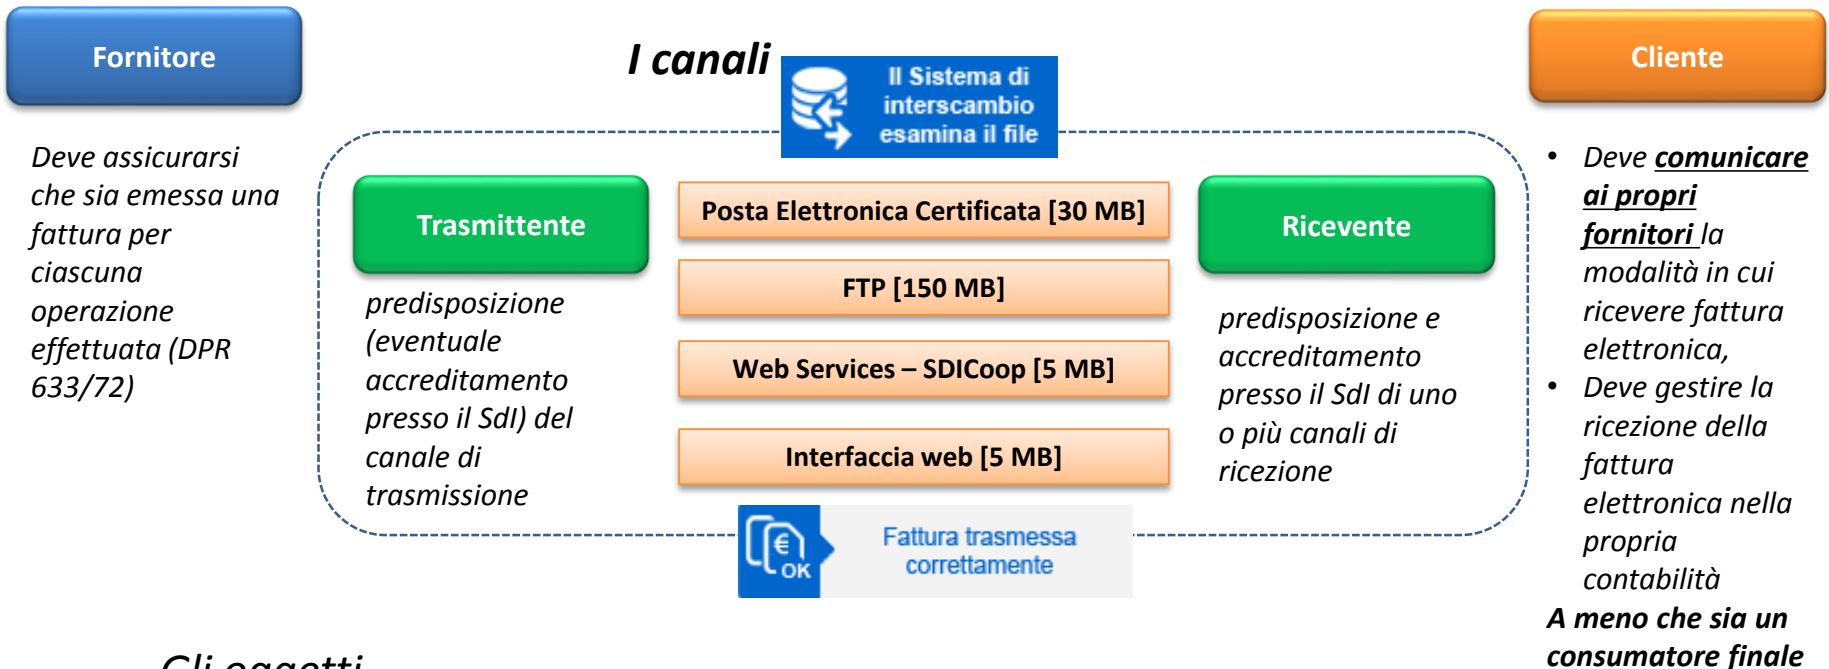 Fornitore
I canali
Il Sistema di
interscambio
esamina il file
Cliente
Deve assicurarsi
che sia emessa una
fattura per
ciascuna
operazione
effettuata (DPR
633/72)
Trasmittente
predisposizione
(eventuale
accreditamento
presso il SdI) del
canale di
trasmissione
Posta Elettronica Certificata [30 MB]
FTP [150 MB]
Web Services – SDICoop [5 MB]
Interfaccia web [5 MB]
Ricevente
predisposizione e
accreditamento
presso il SdI di uno
o più canali di
ricezione
€
OK
Fattura trasmessa
correttamente
• Deve comunicare
ai propri
fornitori la
modalità in cui
ricevere fattura
elettronica,
• Deve gestire la
ricezione della
fattura
elettronica nella
propria
contabilità
A meno che sia un
consumatore finale
Gli oggetti